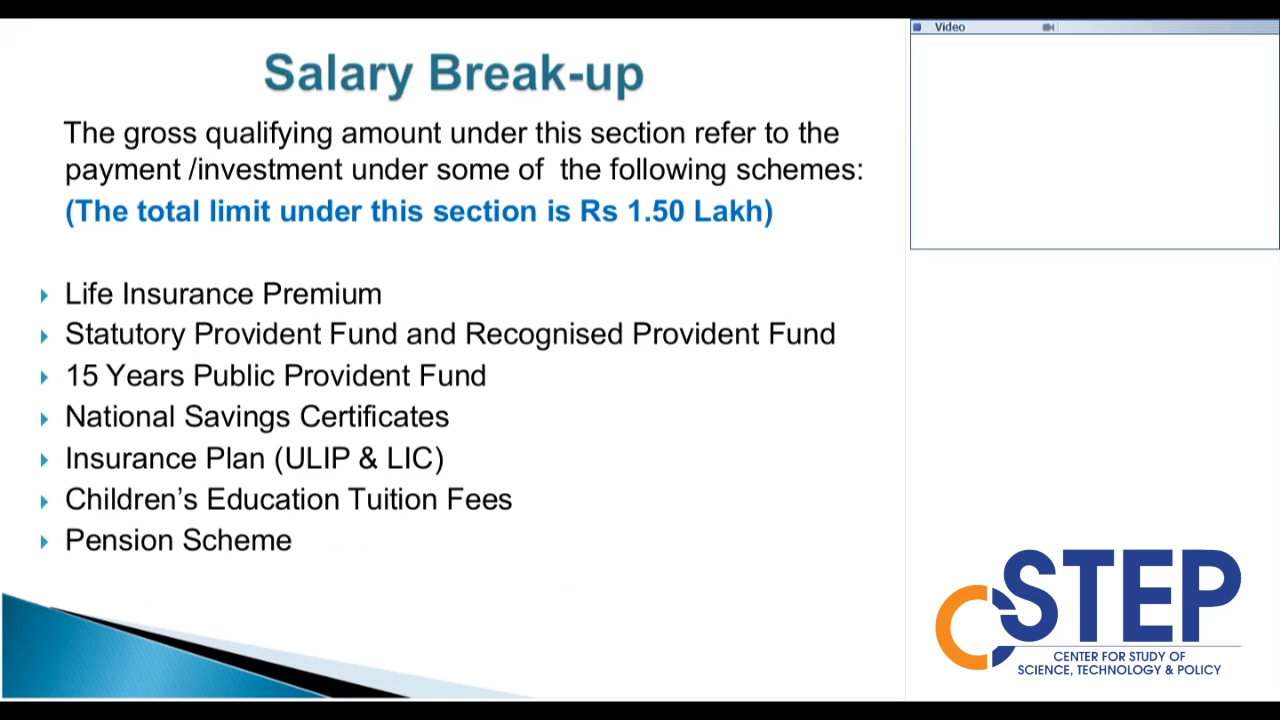 Salary Break-up
The gross qualifying amount under this section refer to the
payment /investment under some of  the following schemes:
(The total limit under this section is Rs 1.50 Lakh)
Life Insurance Premium
Statutory Provident Fund and Recognised Provident Fund
15 Years Public Provident Fund
National Savings Certificates
Insurance Plan (ULIP & LIC)
Children’s Education Tuition Fees
Pension Scheme
Video
CSTEP
CENTER FOR STUDY OF
SCIENCE, TECHNOLOGY & POLICY